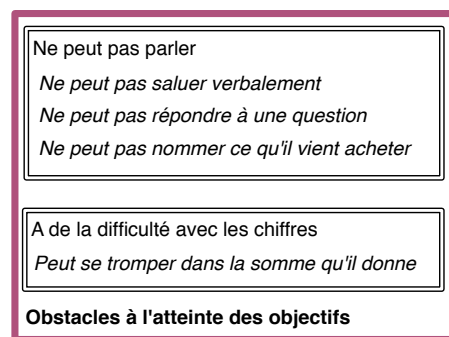 Ne peut pas parler
Ne peut pas saluer verbalement
Ne peut pas répondre à une question
Ne peut pas nommer ce qu'il vient acheter
A de la difficulté avec les chiffres
Peut se tromper dans la somme qu'il donne
Obstacles à l'atteinte des objectifs